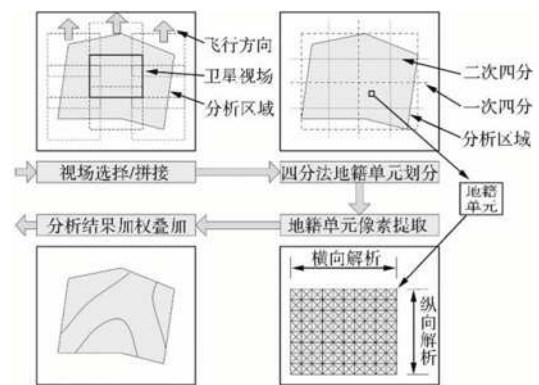 飞行方向
卫星视场
分析区域
二次四分
一次四分
分析区域
视场选择/拼接
四分法地籍单元划分
地籍
单元
分析结果加权叠加
地籍单元像素提取
横向解析
纵向
解析